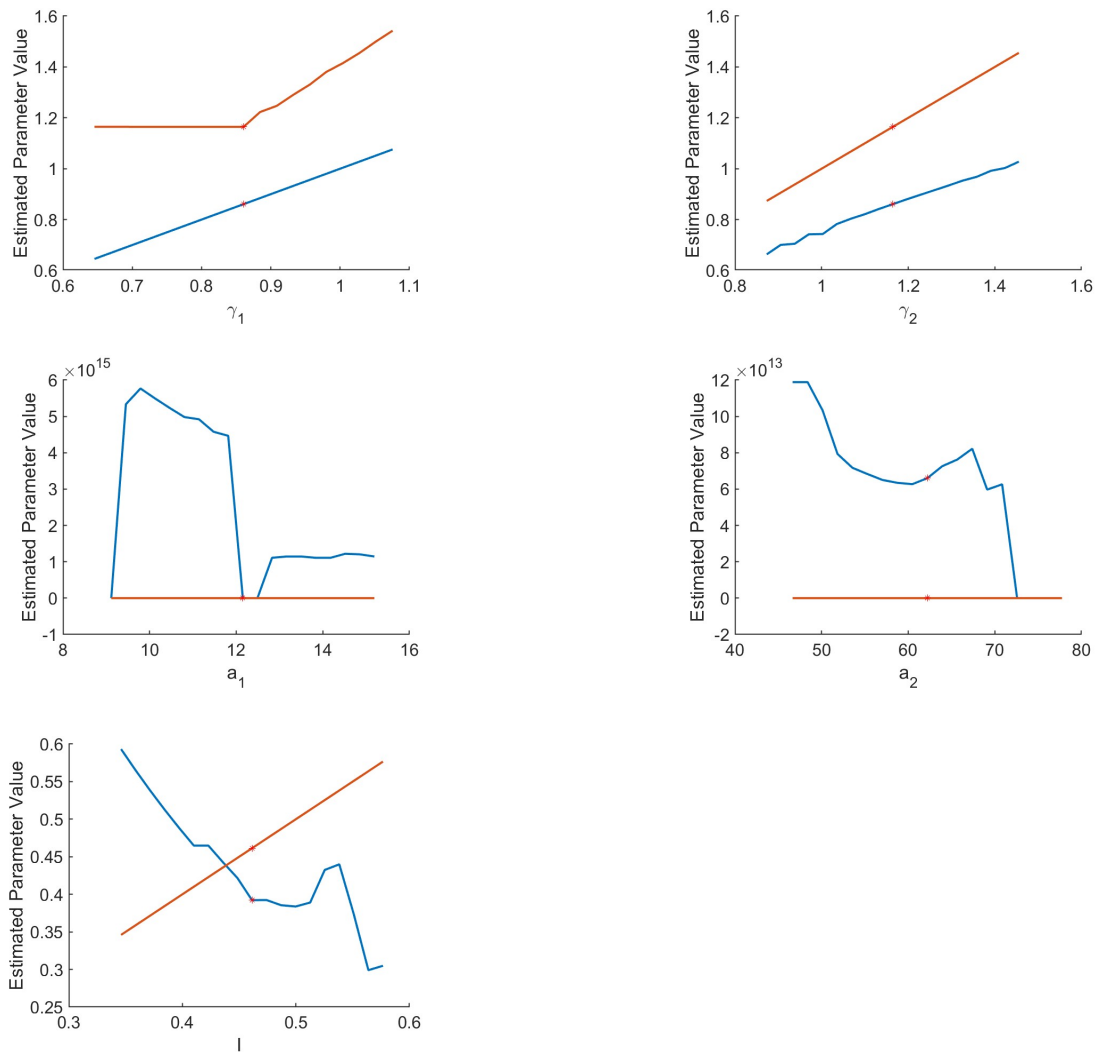 Estimated Parameter Value
1.6
1.4
1.2
1
0.8
0.6
0.6 0.7 0.8 0.9 1 1.1
γ1
Estimated Parameter Value
1.6
1.4
1.2
1
0.8
0.6
0.8 1 1.2 1.4 1.6
γ2
×10^15
Estimated Parameter Value
6
5
4
3
2
1
0
-1
8 10 12 14 16
a1
×10^13
Estimated Parameter Value
12
10
8
6
4
2
0
-2
40 50 60 70 80
a2
Estimated Parameter Value
0.6
0.55
0.5
0.45
0.4
0.35
0.3
0.25
0.3 0.4 0.5 0.6
I